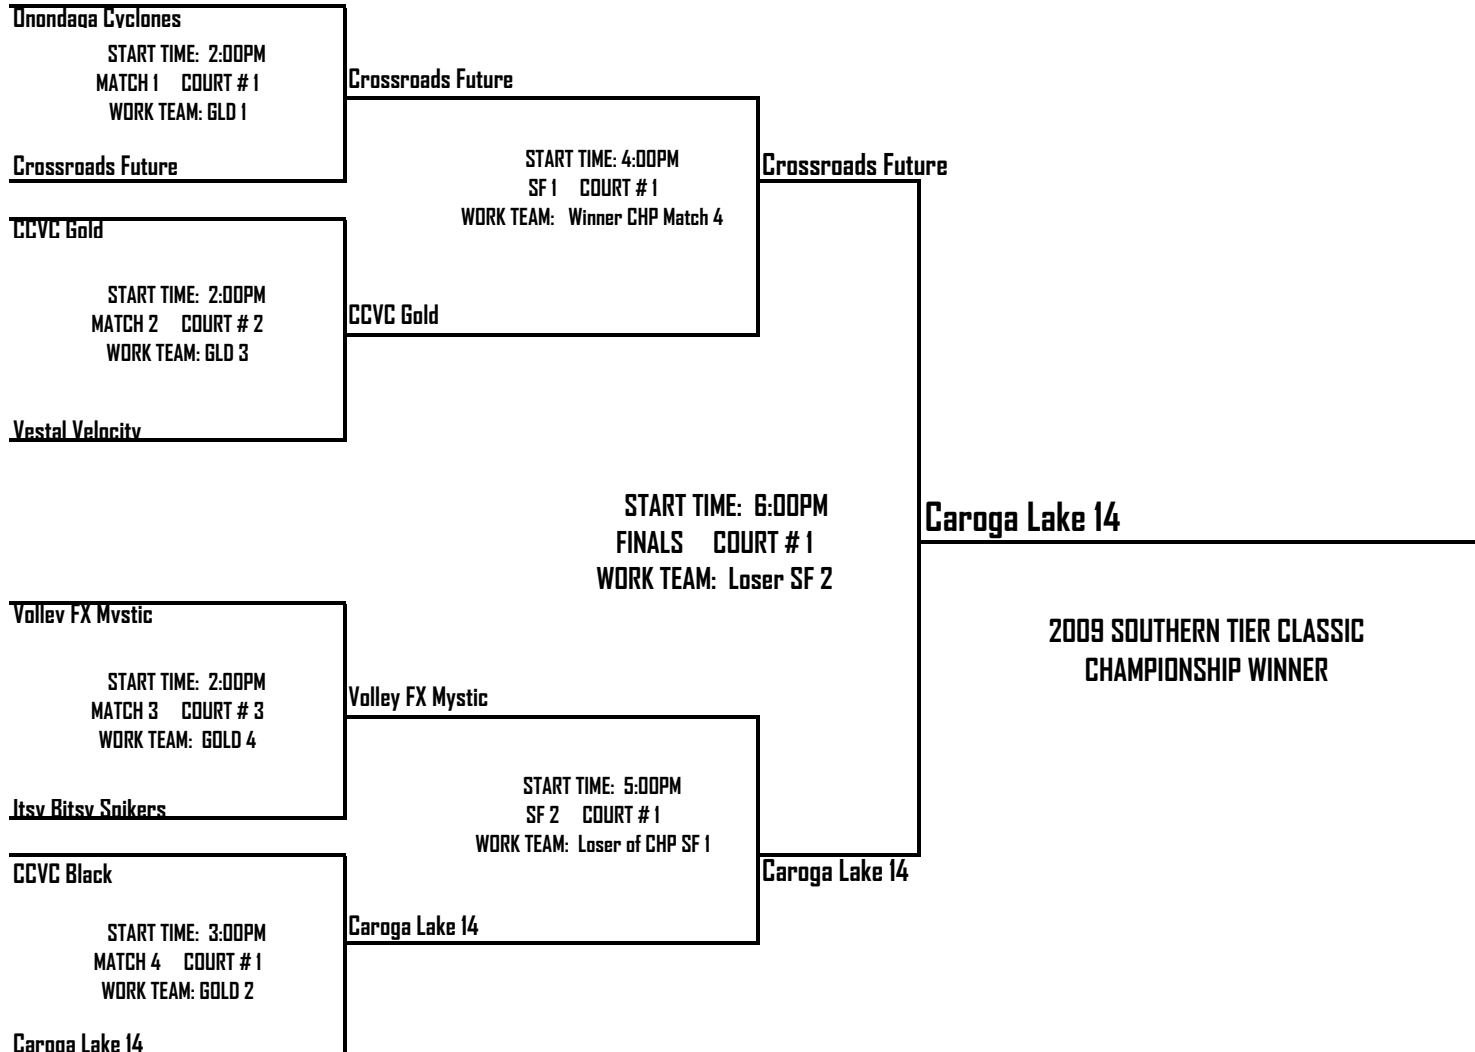 Onondaga Cyclones
START TIME: 2:00PM
MATCH 1 COURT # 1
WORK TEAM: GLD 1
Crossroads Future
Crossroads Future
CCVC Gold
START TIME: 2:00PM
MATCH 2 COURT # 2
WORK TEAM: GLD 3
Vestal Velocity
START TIME: 4:00PM
SF 1 COURT # 1
WORK TEAM: Winner CHP Match 4
CCVC Gold
Crossroads Future
START TIME: 6:00PM
FINALS COURT # 1
WORK TEAM: Loser SF 2
Caroga Lake 14
2009 SOUTHERN TIER CLASSIC
CHAMPIONSHIP WINNER
Volley FX Mystic
START TIME: 2:00PM
MATCH 3 COURT # 3
WORK TEAM: GOLD 4
Itsy Bitsy Spikers
Volley FX Mystic
START TIME: 5:00PM
SF 2 COURT # 1
WORK TEAM: Loser of CHP SF 1
Caroga Lake 14
CCVC Black
START TIME: 3:00PM
MATCH 4 COURT # 1
WORK TEAM: GOLD 2
Caroga Lake 14
Caroga Lake 14